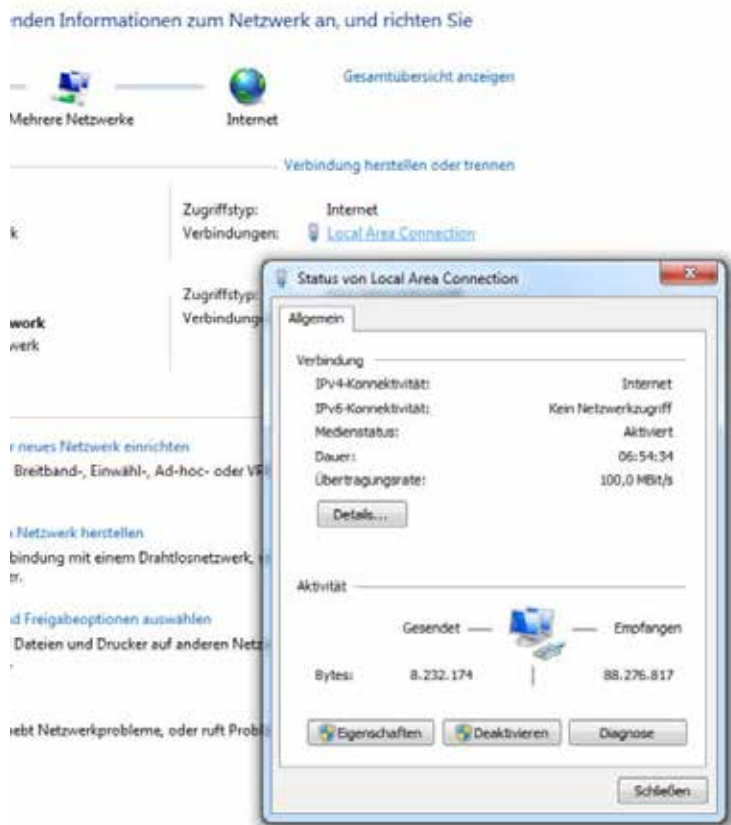 nden Informationen zum Netzwerk an, und richten Sie
Gesamtübersicht anzeigen
Mehrere Netzwerke Internet
Verbindung herstellen oder trennen
Zugriffstyp: Internet
k Verbindungen: Local Area Connection
Zugriffstyp:
work Verbindung
werk
r neues Netzwerk einrichten
Breitband-, Einwähl-, Ad-hoc- oder VP
Netzwerk herstellen
bindung mit einem Drahtlosnetzwerk,
er.
d Freigabeoptionen auswählen
Dateien und Drucker auf anderen Netz
ebt Netzwerkprobleme, oder ruft Probl
Status von Local Area Connection
Allgemein
Verbindung
IPv4-Konnektivität: Internet
IPv6-Konnektivität: Kein Netzwerkzugriff
Medienstatus: Aktiviert
Dauer: 06:54:34
Übertragungsrate: 100,0 MBit/s
Details...
Aktivität
Gesendet Empfangen
Bytes: 8.232.174 88.276.817
Eigenschaften Deaktivieren Diagnose
Schließen